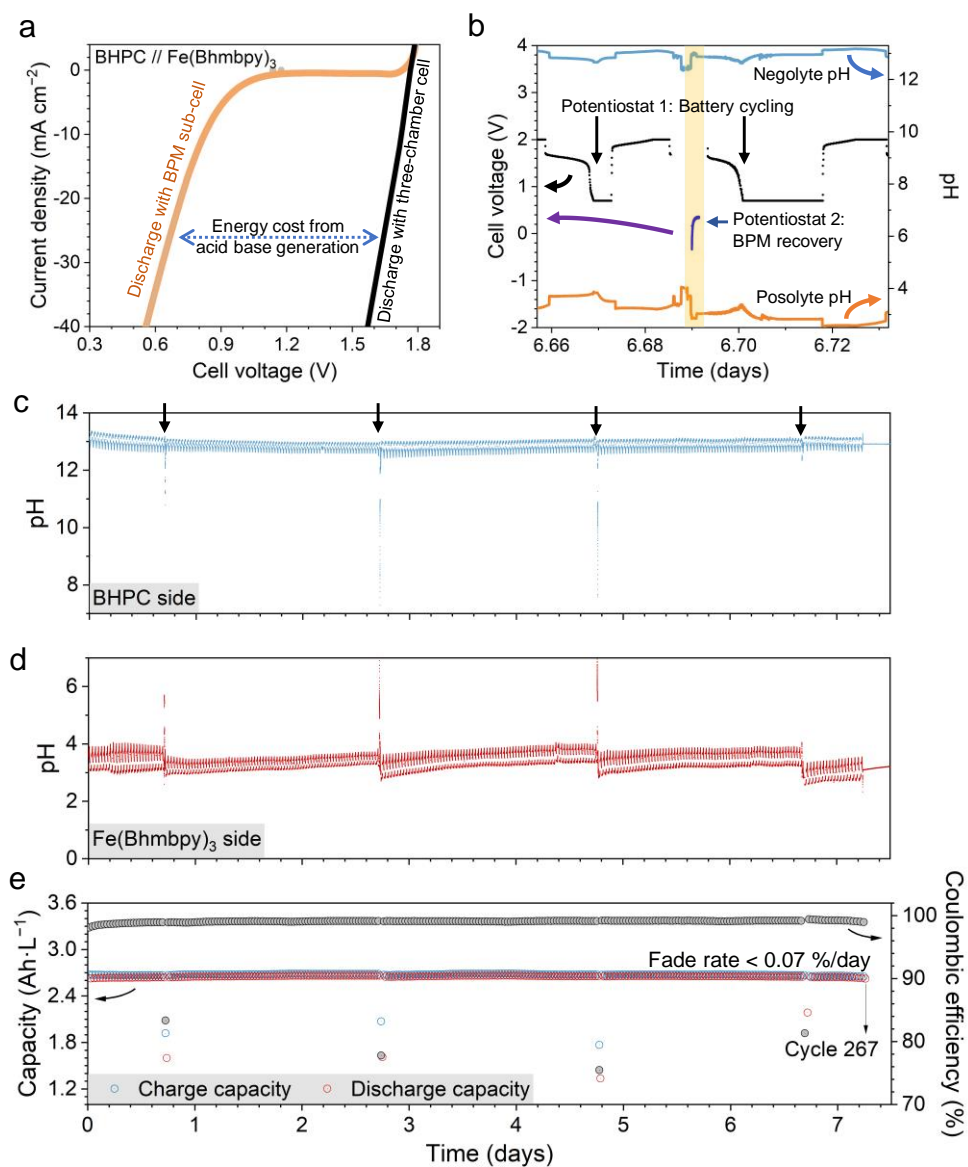 a
BHPC // Fe(Bhmbpy)₃
0
−10
−20
−30
-40
Current density (mA cm⁻²)
Discharge with BPM sub-cell
Energy cost from
acid base generation
Discharge with three-chamber cell
0.3 0.6 0.9 1.2 1.5 1.8
Cell voltage (V)
b
4
3
2
1
0
-1
-2
Cell voltage (V)
Negolyte pH
Potentiostat 1: Battery cycling
Potentiostat 2:
BPM recovery
Posolyte pH
12
10
8
6
4
pH
6.66 6.68 6.70 6.72
Time (days)
c
14
12
10
8
pH
BHPC side
d
6
4
2
0
pH
Fe(Bhmbpy)₃ side
e
3.6
3.0
2.4
1.8
1.2
Capacity (Ah·L⁻¹)
Fade rate < 0.07 %/day
Cycle 267
Charge capacity Discharge capacity
100
90
80
70
Coulombic efficiency (%)
0 1 2 3 4 5 6 7
Time (days)